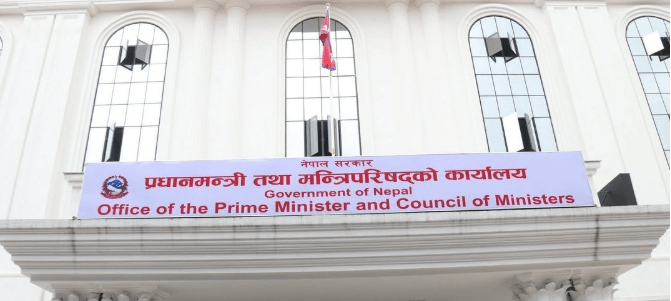 नेपाल सरकार
प्रधानमन्त्री तथा मन्त्रिपरिषद्को कार्यालय
Government of Nepal
Office of the Prime Minister and Council of Ministers